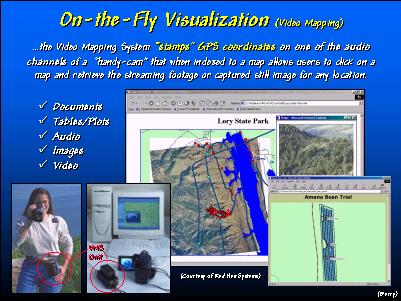 On-the-Fly Visualization (Video Mapping)
...the Video Mapping System "stamps" GPS coordinates on one of the audio
channels of a "handy-cam" that when indexed to a map allows users to click on a
map and retrieve the streaming footage or captured still image for any location.
✓ Documents
✓ Tables/Plots
✓ Audio
✓ Images
✓ Video
Lory State Park
Amana Bean Trial
VMS
Unit
(Courtesy of Red Hen Systems)
(Berry)